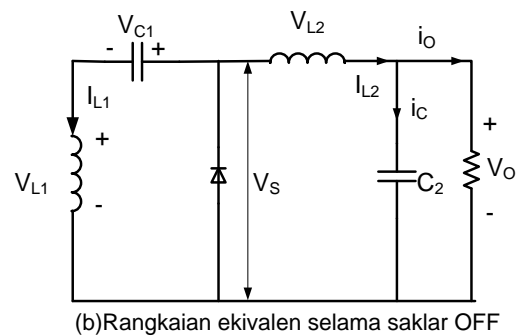 V_C1
- +
V_L2
i_O
I_L1
I_L2
i_C
+
+
V_L1
-
V_S
C_2
V_O
-
(b)Rangkaian ekivalen selama saklar OFF